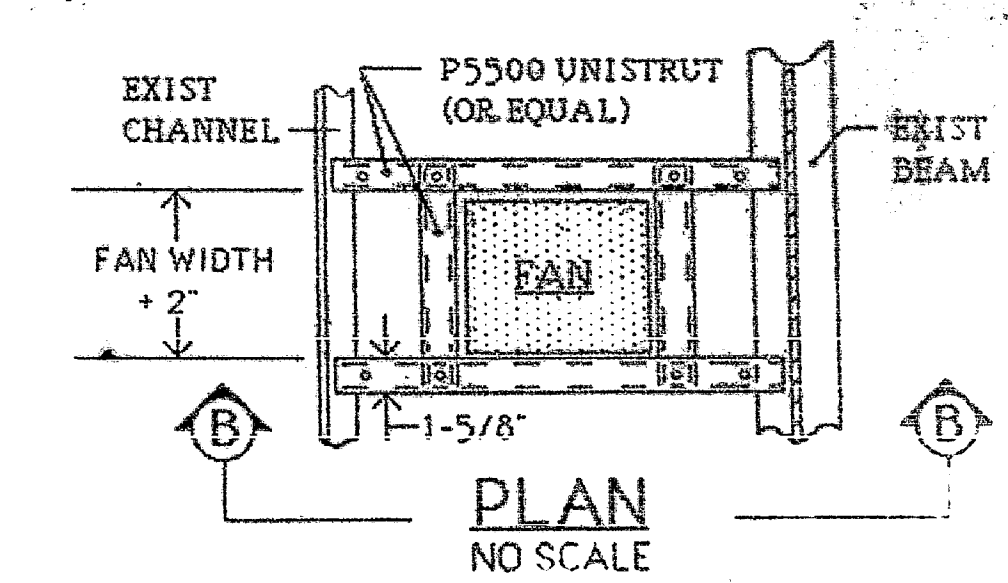 EXIST
CHANNEL
P5500 UNISTRUT
(OR EQUAL)
EXIST
BEAM
FAN WIDTH
+ 2"
FAN
1-5/8"
B
B
PLAN
NO SCALE